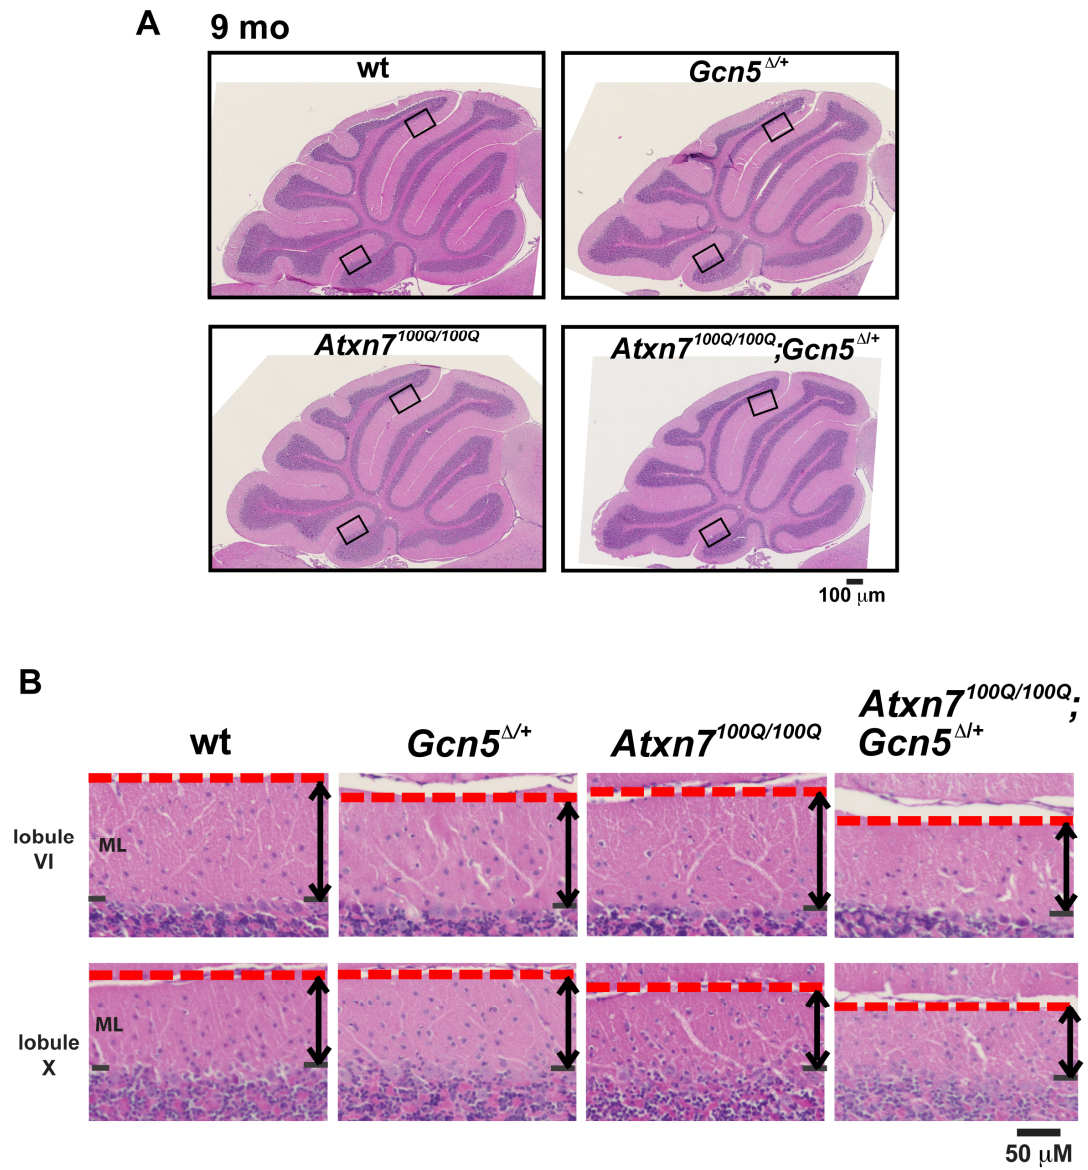 A
9 mo
wt
Gcn5Δ/+
Atxn7100Q/100Q
Atxn7100Q/100Q;Gcn5Δ/+
100 μm
B
wt
Gcn5Δ/+
Atxn7100Q/100Q
Atxn7100Q/100Q;
Gcn5Δ/+
lobule
VI
ML
lobule
X
ML
50 μM